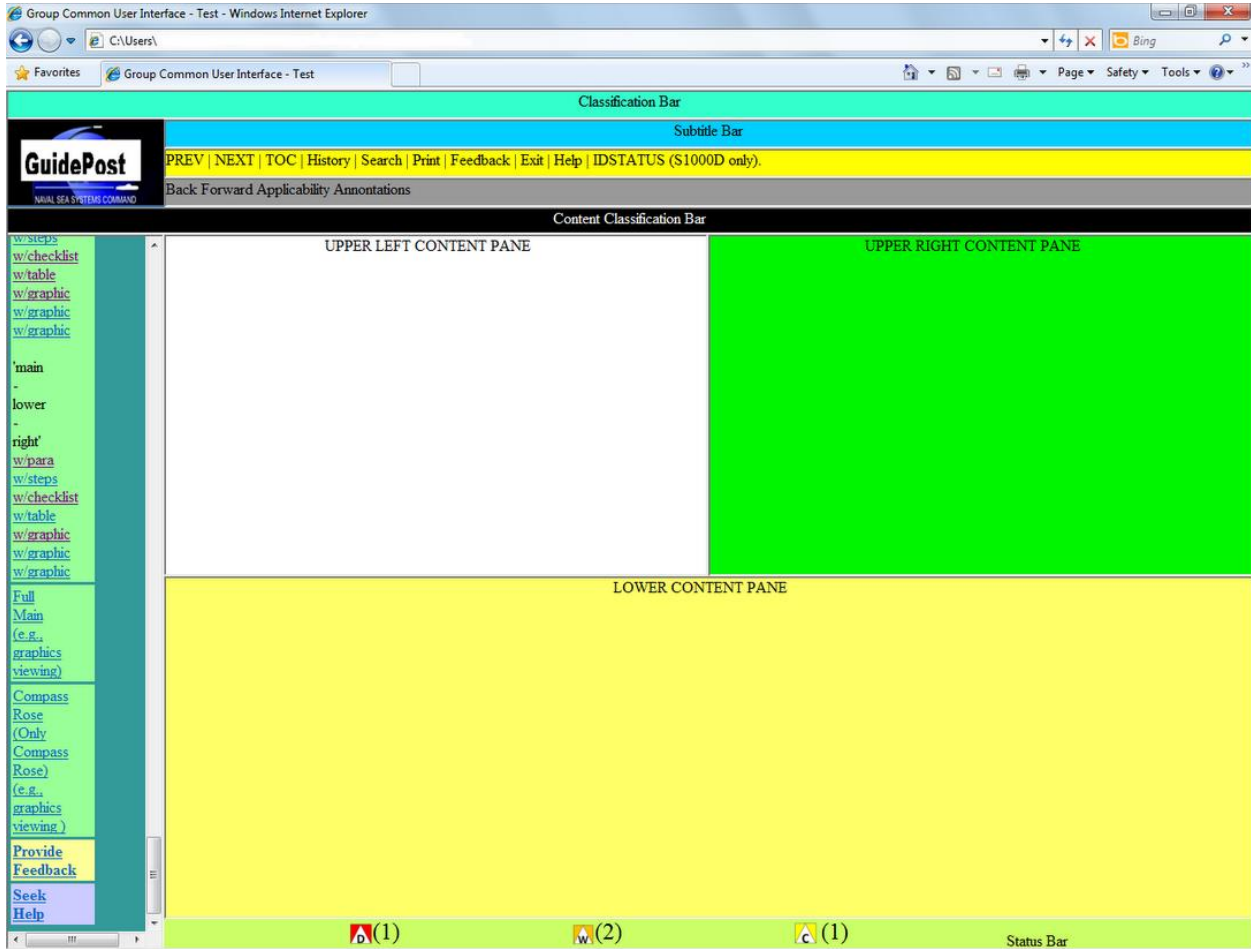 Group Common User Interface - Test - Windows Internet Explorer
C:\Users\
Bing
Favorites
Group Common User Interface - Test
Page
Safety
Tools
Classification Bar
GuidePost
NAVAL SEA SYSTEMS COMMAND
Subtitle Bar
PREV | NEXT | TOC | History | Search | Print | Feedback | Exit | Help | IDSTATUS (S1000D only).
Back Forward Applicability Annontations
Content Classification Bar
w/steps
w/checklist
w/table
w/graphic
w/graphic
w/graphic
'main
-
lower
-
right'
w/para
w/steps
w/checklist
w/table
w/graphic
w/graphic
w/graphic
Full
Main
(e.g.,
graphics
viewing)
Compass
Rose
(Only
Compass
Rose)
(e.g.,
graphics
viewing )
Provide
Feedback
Seek
Help
UPPER LEFT CONTENT PANE
UPPER RIGHT CONTENT PANE
LOWER CONTENT PANE
D (1)
W (2)
C (1)
Status Bar